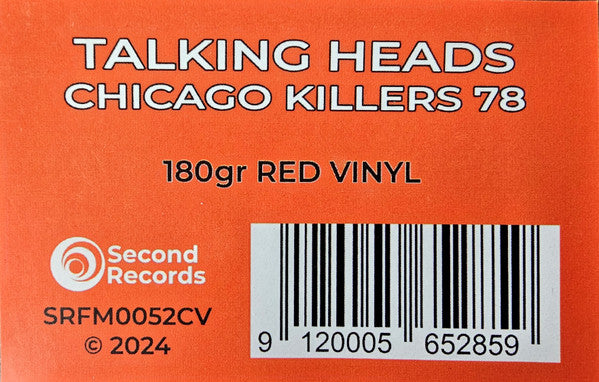 TALKING HEADS
CHICAGO KILLERS 78
180gr RED VINYL
Second
Records
SRFM0052CV
© 2024
9 120005 652859